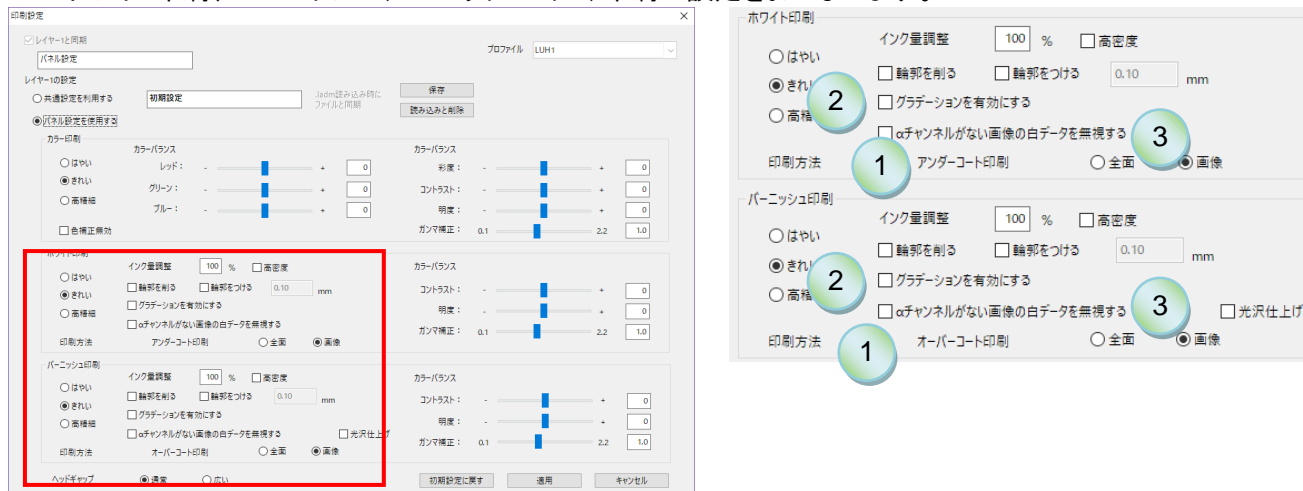 印刷設定 ×
レイヤー1と同期
パネル設定
プロファイル LUH1
レイヤー1の設定
共通設定を利用する 初期設定 .Jadm読み込み時にファイルと同期 保存
読み込みと削除
パネル設定を使用する
カラー印刷
はやい
きれい
高精細
色補正無効
カラーバランス
レッド： - + 0
グリーン： - + 0
ブルー： - + 0
カラーバランス
彩度： - + 0
コントラスト： - + 0
明度： - + 0
ガンマ補正： 0.1 2.2 1.0
ホワイト印刷
はやい
きれい
高精細
インク量調整 100 % 高密度
輪郭を削る 輪郭をつける 0.10 mm
グラデーションを有効にする
αチャンネルがない画像の白データを無視する
印刷方法 アンダーコート印刷 全面 画像
カラーバランス
コントラスト： - + 0
明度： - + 0
ガンマ補正： 0.1 2.2 1.0
バーニッシュ印刷
はやい
きれい
高精細
インク量調整 100 % 高密度
輪郭を削る 輪郭をつける 0.10 mm
グラデーションを有効にする
αチャンネルがない画像の白データを無視する 光沢仕上げ
印刷方法 オーバーコート印刷 全面 画像
カラーバランス
コントラスト： - + 0
明度： - + 0
ガンマ補正： 0.1 2.2 1.0
ヘッドギャップ 通常 広い
初期設定に戻す 適用 キャンセル
ホワイト印刷
はやい
きれい
高精
インク量調整 100 % 高密度
輪郭を削る 輪郭をつける 0.10 mm
2 グラデーションを有効にする
αチャンネルがない画像の白データを無視する 3
印刷方法 1 アンダーコート印刷 全面 画像
バーニッシュ印刷
はやい
きれい
高精
インク量調整 100 % 高密度
輪郭を削る 輪郭をつける 0.10 mm
2 グラデーションを有効にする
αチャンネルがない画像の白データを無視する 3 光沢仕上げ
印刷方法 1 オーバーコート印刷 全面 画像